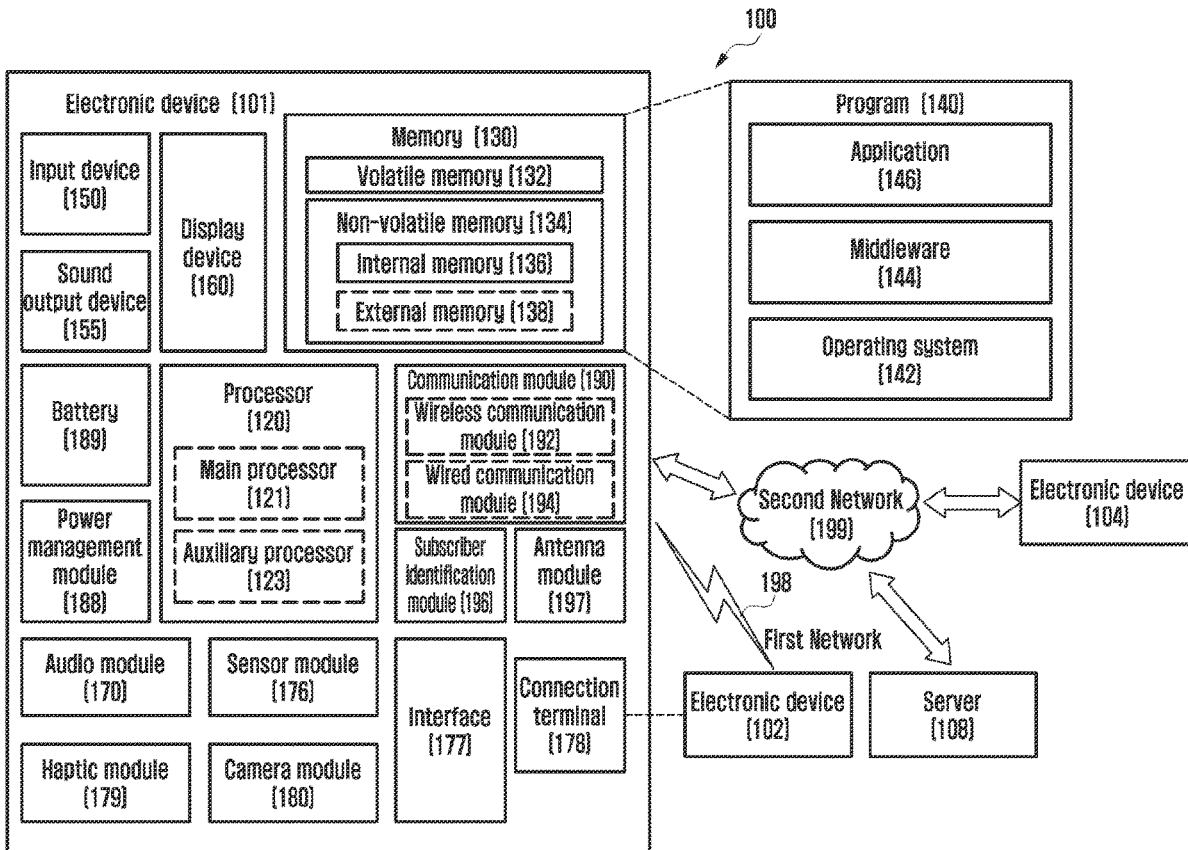 100
Electronic device [101]
Input device
[150]
Sound
output device
[155]
Display
device
[160]
Memory [130]
Volatile memory [132]
Non-volatile memory [134]
Internal memory [136]
External memory [138]
Program [140]
Application
[146]
Middleware
[144]
Operating system
[142]
Battery
[189]
Power
management
module
[188]
Processor
[120]
Main processor
[121]
Auxiliary processor
[123]
Communication module [190]
Wireless communication
module [192]
Wired communication
module [194]
Subscriber
identification
module [196]
Antenna
module
[197]
Second Network
[199]
Electronic device
[104]
198
First Network
Audio module
[170]
Sensor module
[176]
Interface
[177]
Connection
terminal
[178]
Electronic device
[102]
Server
[108]
Haptic module
[179]
Camera module
[180]